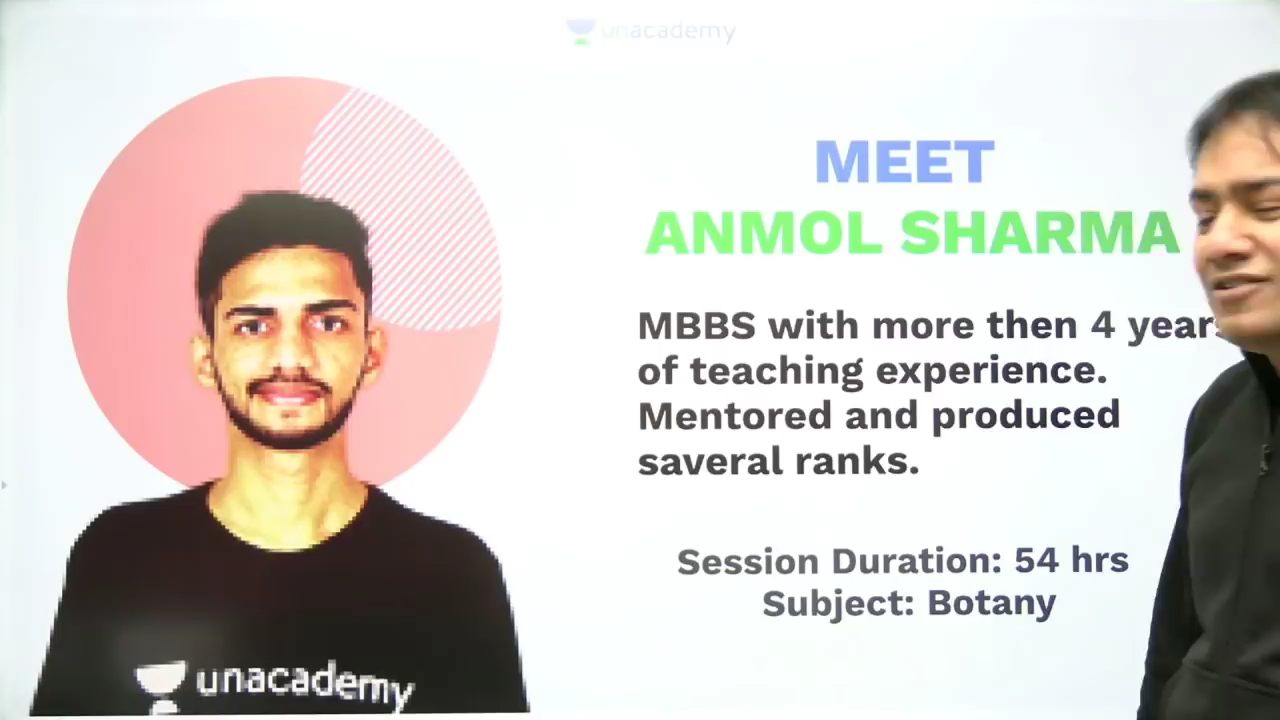 unacademy
MEET
ANMOL SHARMA
MBBS with more then 4 years
of teaching experience.
Mentored and produced
saveral ranks.
Session Duration: 54 hrs
Subject: Botany
unacademy